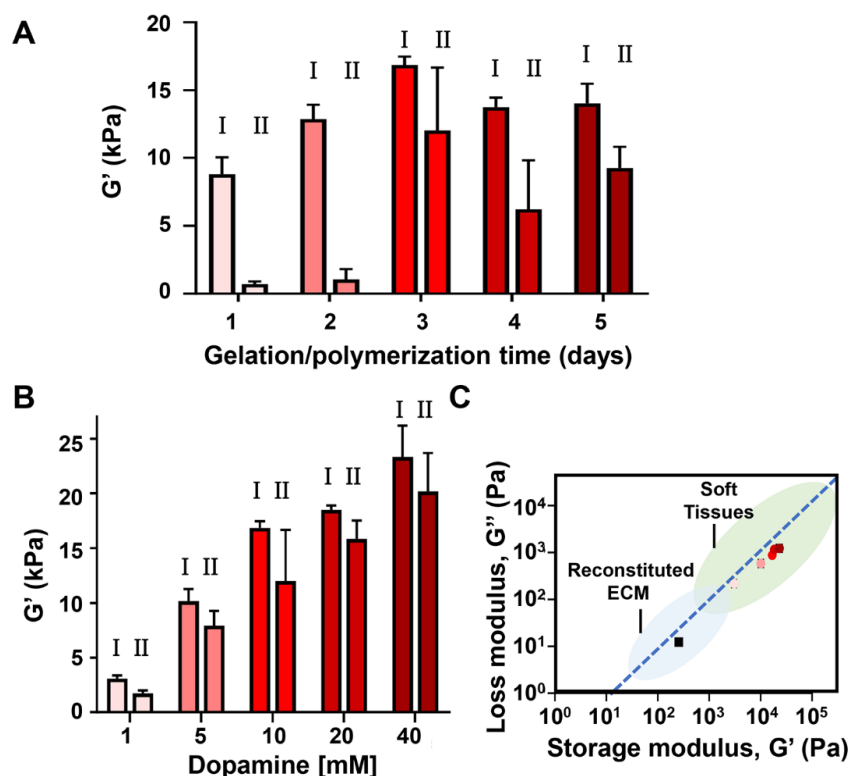 A
G' (kPa)
20
15
10
5
0
I II I II I II I II I II
1 2 3 4 5
Gelation/polymerization time (days)
B
G' (kPa)
25
20
15
10
5
0
I II I II I II I II I II
1 5 10 20 40
Dopamine [mM]
C
Loss modulus, G'' (Pa)
10⁴
10³
10²
10¹
10⁰
Soft
Tissues
Reconstituted
ECM
10⁰ 10¹ 10² 10³ 10⁴ 10⁵
Storage modulus, G' (Pa)